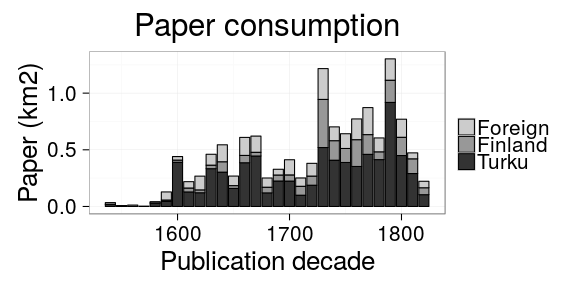 Paper consumption
Paper (km2)
1.0
0.5
0.0
1600 1700 1800
Publication decade
Foreign
Finland
Turku